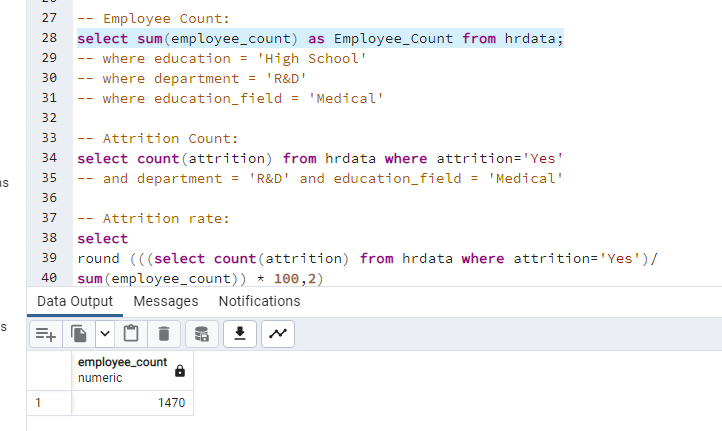 27 -- Employee Count:
28 select sum(employee_count) as Employee_Count from hrdata;
29 -- where education = 'High School'
30 -- where department = 'R&D'
31 -- where education_field = 'Medical'
32
33 -- Attrition Count:
34 select count(attrition) from hrdata where attrition='Yes'
35 -- and department = 'R&D' and education_field = 'Medical'
36
37 -- Attrition rate:
38 select
39 round (((select count(attrition) from hrdata where attrition='Yes')/
40 sum(employee_count)) * 100,2)
Data Output Messages Notifications
employee_count
numeric
1 1470